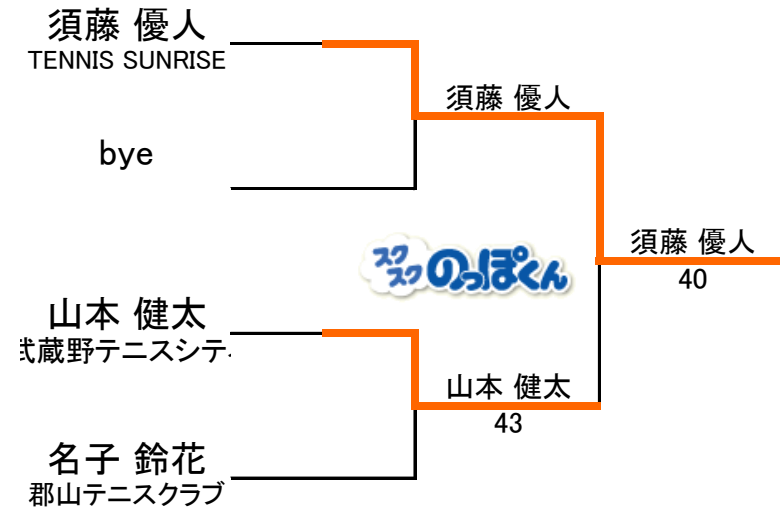 須藤 優人
TENNIS SUNRISE
須藤 優人
bye
須藤 優人
40
スクスクのっぽくん
山本 健太
武蔵野テニスシテ
山本 健太
43
名子 鈴花
郡山テニスクラブ